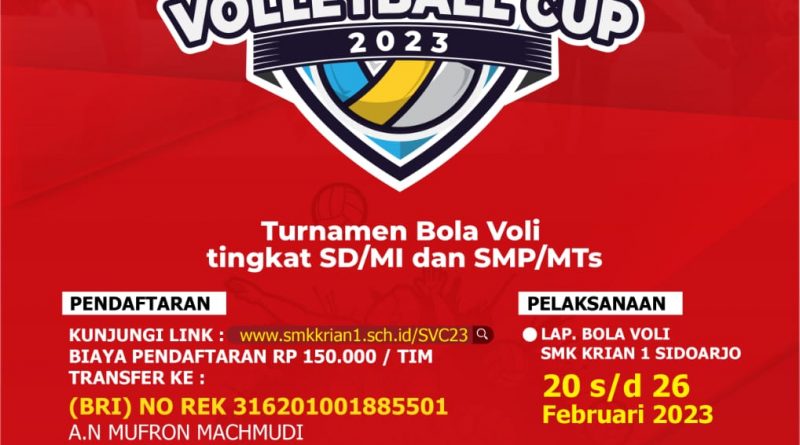 VOLLEYBALL CUP
2023
Turnamen Bola Voli
tingkat SD/MI dan SMP/MTs
PENDAFTARAN
KUNJUNGI LINK : www.smkkrian1.sch.id/SVC23
BIAYA PENDAFTARAN RP 150.000 / TIM
TRANSFER KE :
(BRI) NO REK 316201001885501
A.N MUFRON MACHMUDI
PELAKSANAAN
LAP. BOLA VOLI
SMK KRIAN 1 SIDOARJO
20 s/d 26
Februari 2023